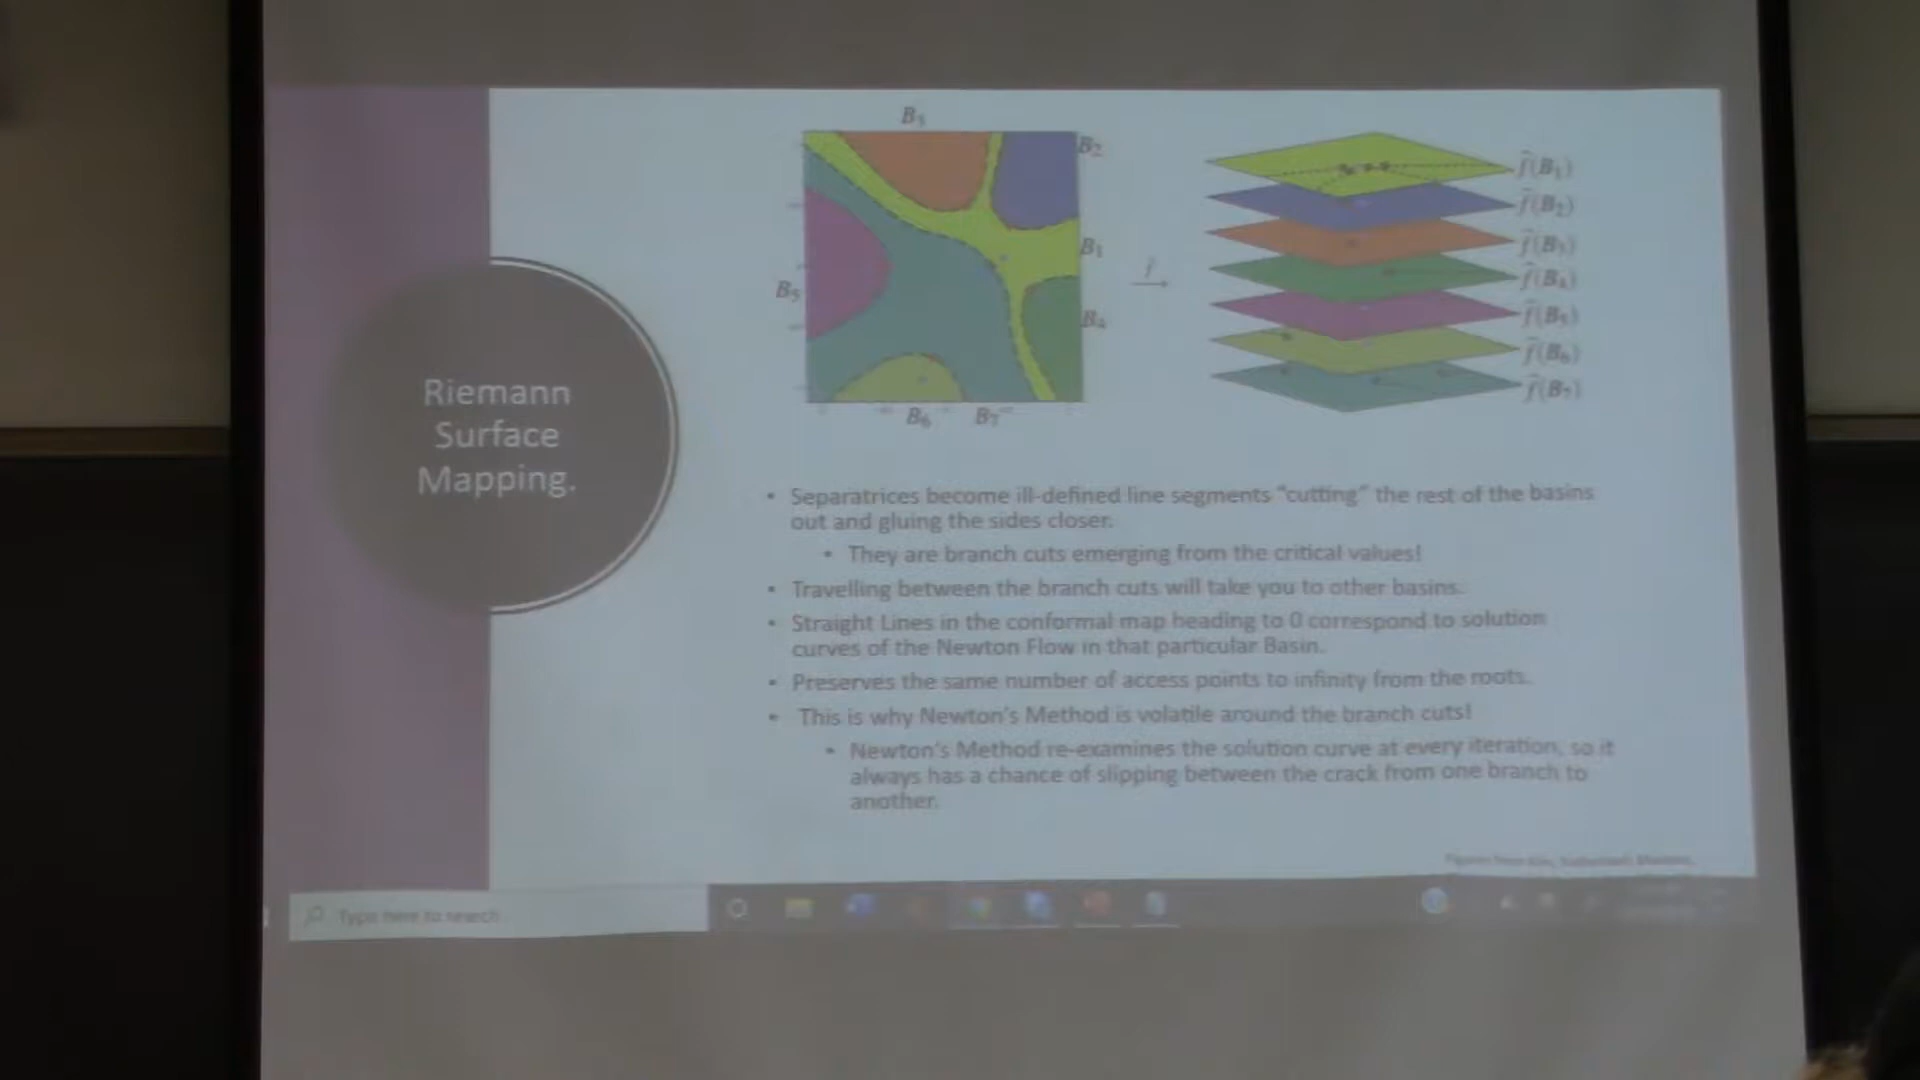 Riemann
Surface
Mapping.
B3
B2
B1
B5
B4
B6
B7
f̂
f̂(B1)
f̂(B2)
f̂(B3)
f̂(B4)
f̂(B5)
f̂(B6)
f̂(B7)
• Separatrices become ill-defined line segments "cutting" the rest of the basins
out and gluing the sides closer.
• They are branch cuts emerging from the critical values!
• Travelling between the branch cuts will take you to other basins.
• Straight Lines in the conformal map heading to 0 correspond to solution
curves of the Newton Flow in that particular Basin.
• Preserves the same number of access points to infinity from the roots.
• This is why Newton's Method is volatile around the branch cuts!
• Newton's Method re-examines the solution curve at every iteration, so it
always has a chance of slipping between the crack from one branch to
another.
Type here to search